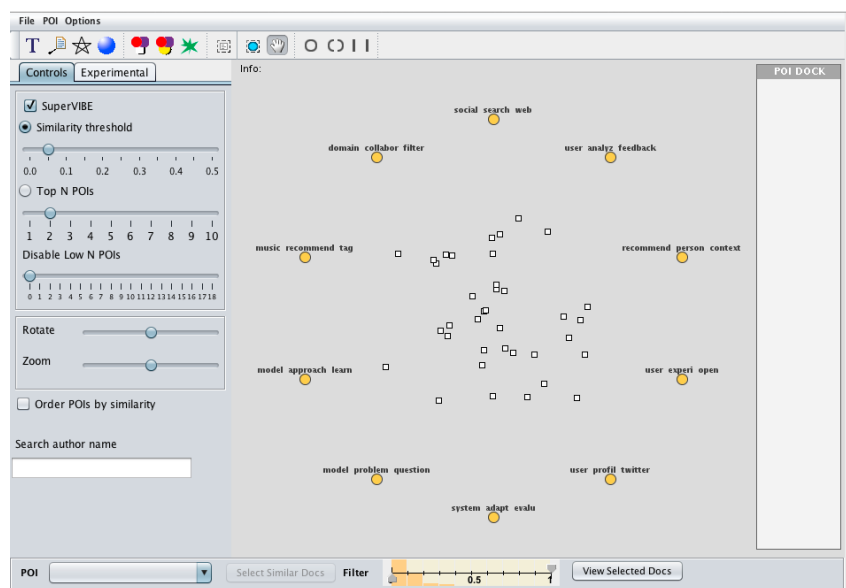 File POI Options
T
Controls Experimental
Info:
POI DOCK
SuperVIBE
Similarity threshold
0.0 0.1 0.2 0.3 0.4 0.5
Top N POIs
1 2 3 4 5 6 7 8 9 10
Disable Low N POIs
0 1 2 3 4 5 6 7 8 9 10 11 12 13 14 15 16 17 18
Rotate
Zoom
Order POIs by similarity
Search author name
social search web
domain collabor filter
user analyz feedback
music recommend tag
recommend person context
model approach learn
user experi open
model problem question
user profil twitter
system adapt evalu
POI
Select Similar Docs
Filter
0.5 1
View Selected Docs